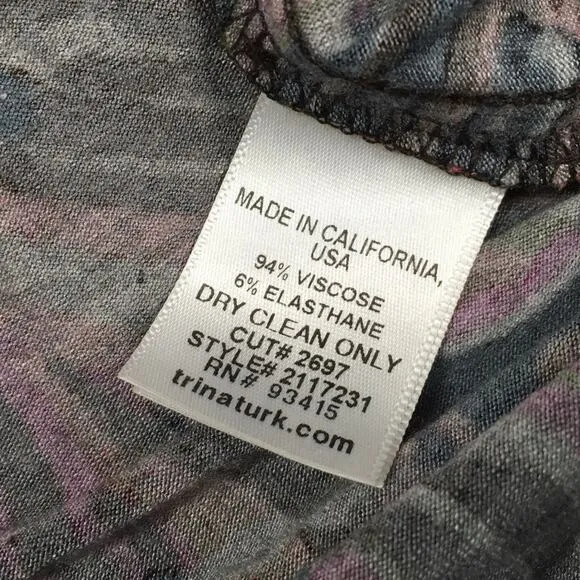 MADE IN CALIFORNIA,
USA
94% VISCOSE
6% ELASTHANE
DRY CLEAN ONLY
CUT# 2697
STYLE# 2117231
RN# 93415
trinaturk.com